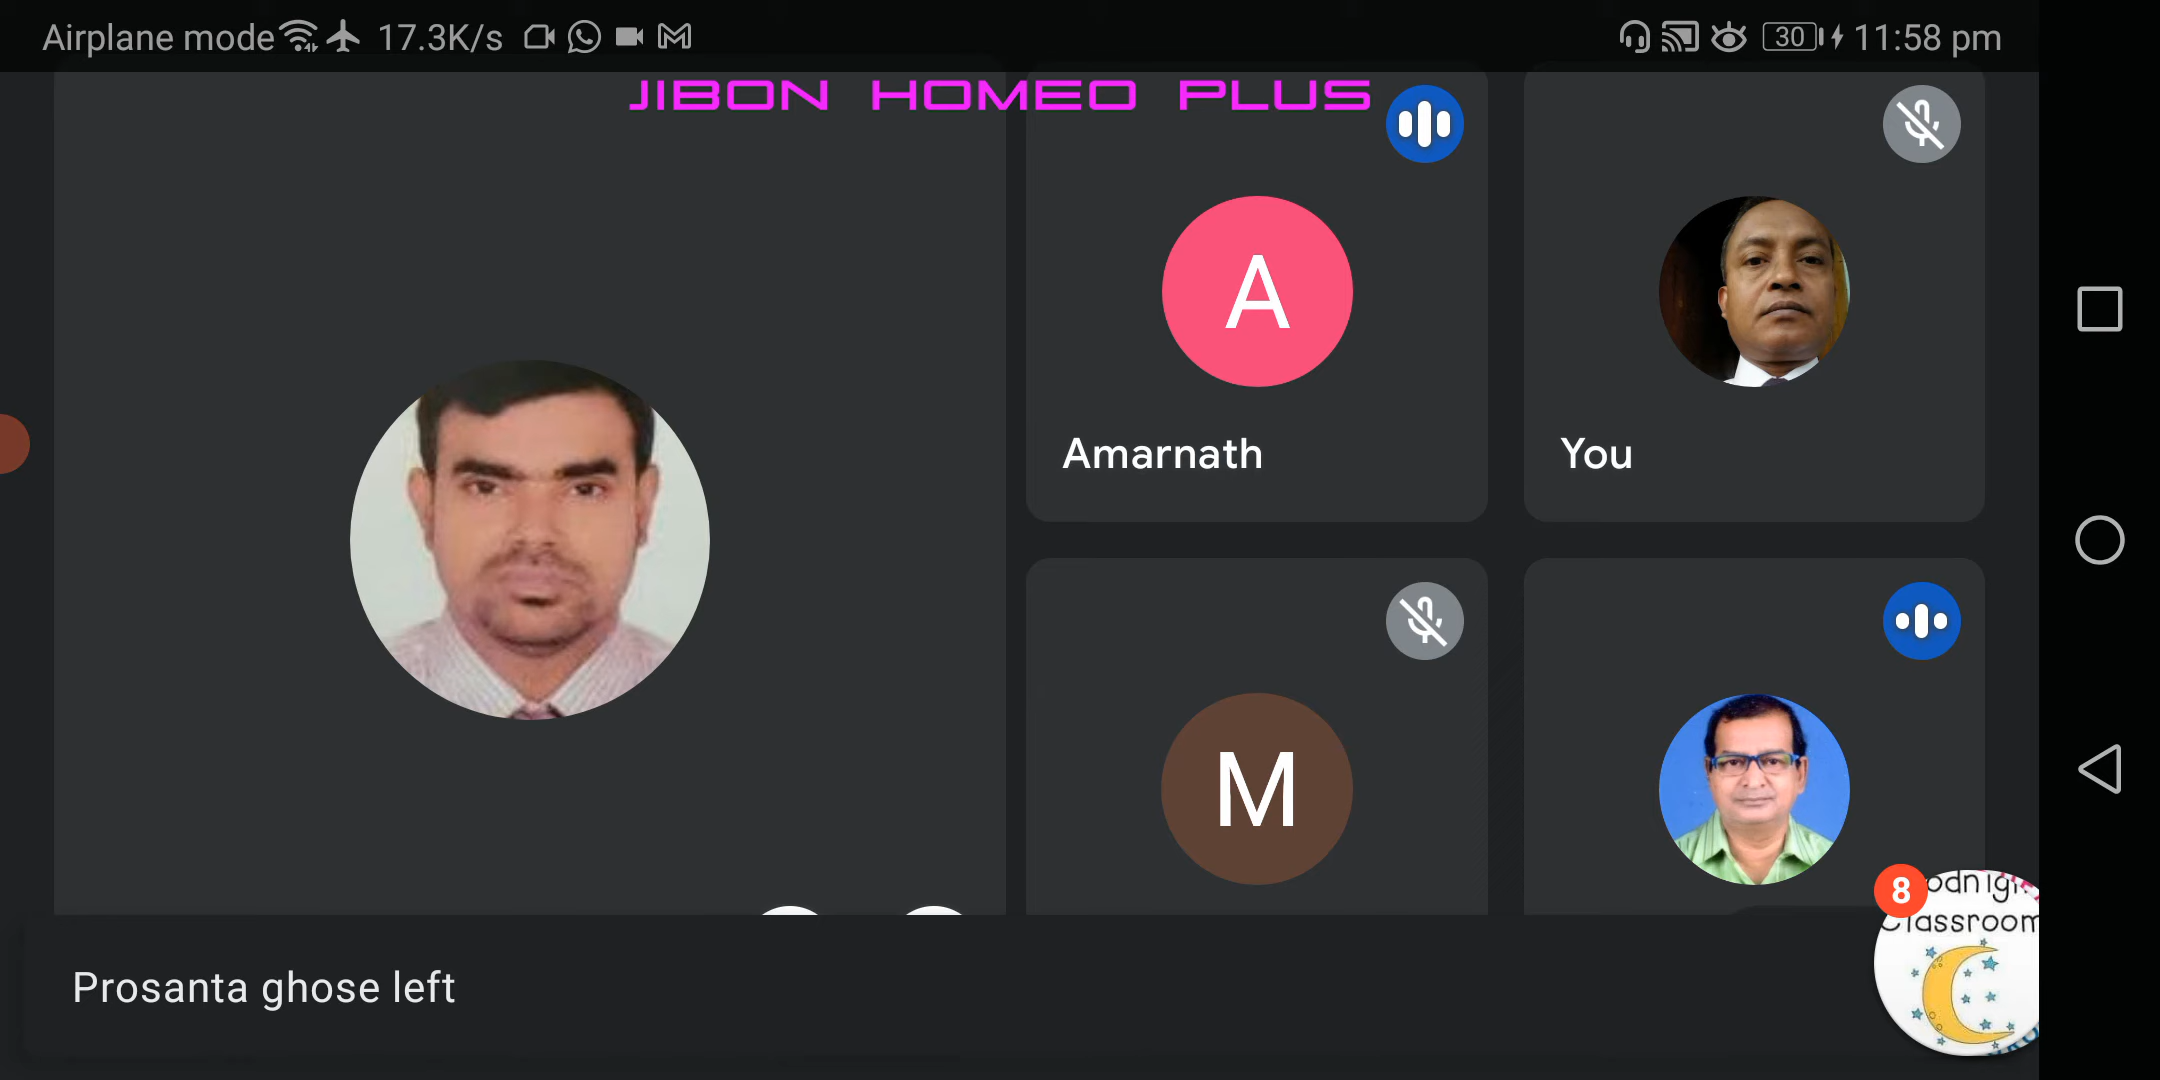 Airplane mode 17.3K/s 30 11:58 pm
JIBON HOMEO PLUS
A
Amarnath
You
M
8
Classroom
Prosanta ghose left